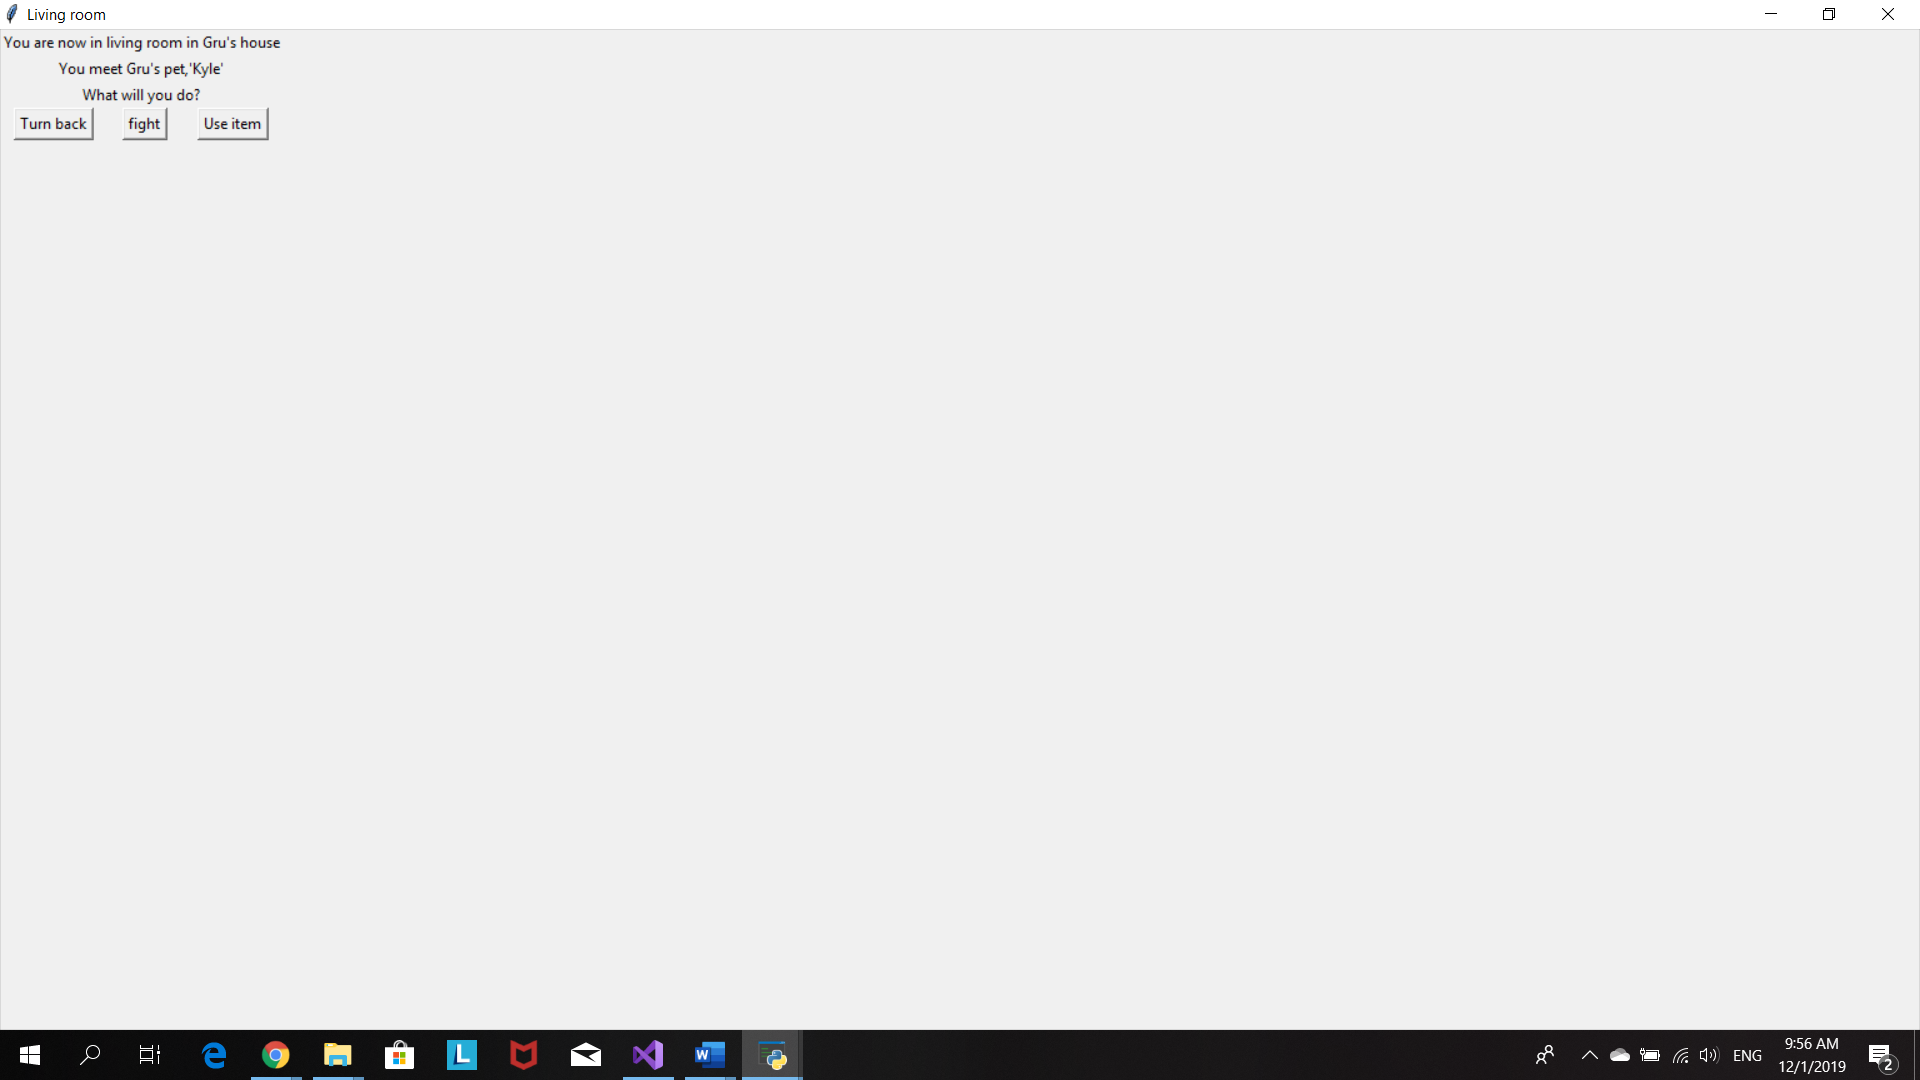 Living room
You are now in living room in Gru's house
You meet Gru's pet,'Kyle'
What will you do?
Turn back fight Use item
L W ENG 9:56 AM
12/1/2019 2